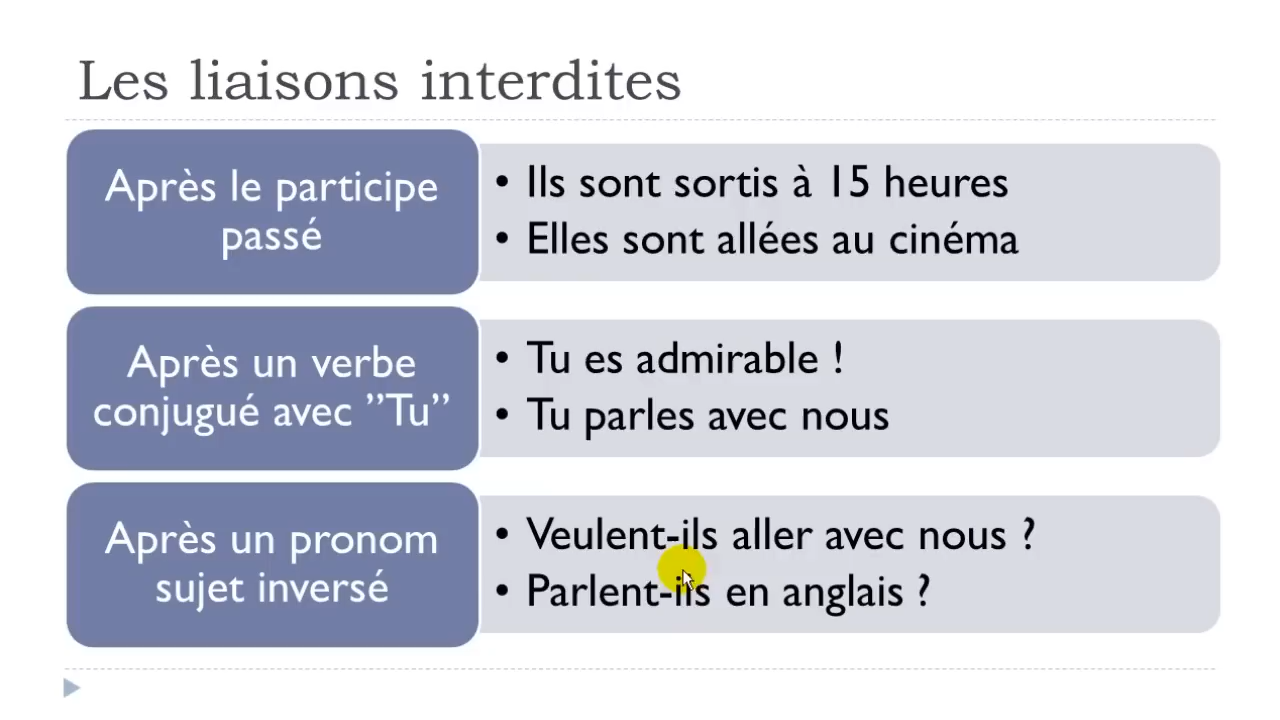 Les liaisons interdites
Après le participe
passé
• Ils sont sortis à 15 heures
• Elles sont allées au cinéma
Après un verbe
conjugué avec ”Tu”
• Tu es admirable !
• Tu parles avec nous
Après un pronom
sujet inversé
• Veulent-ils aller avec nous ?
• Parlent-ils en anglais ?